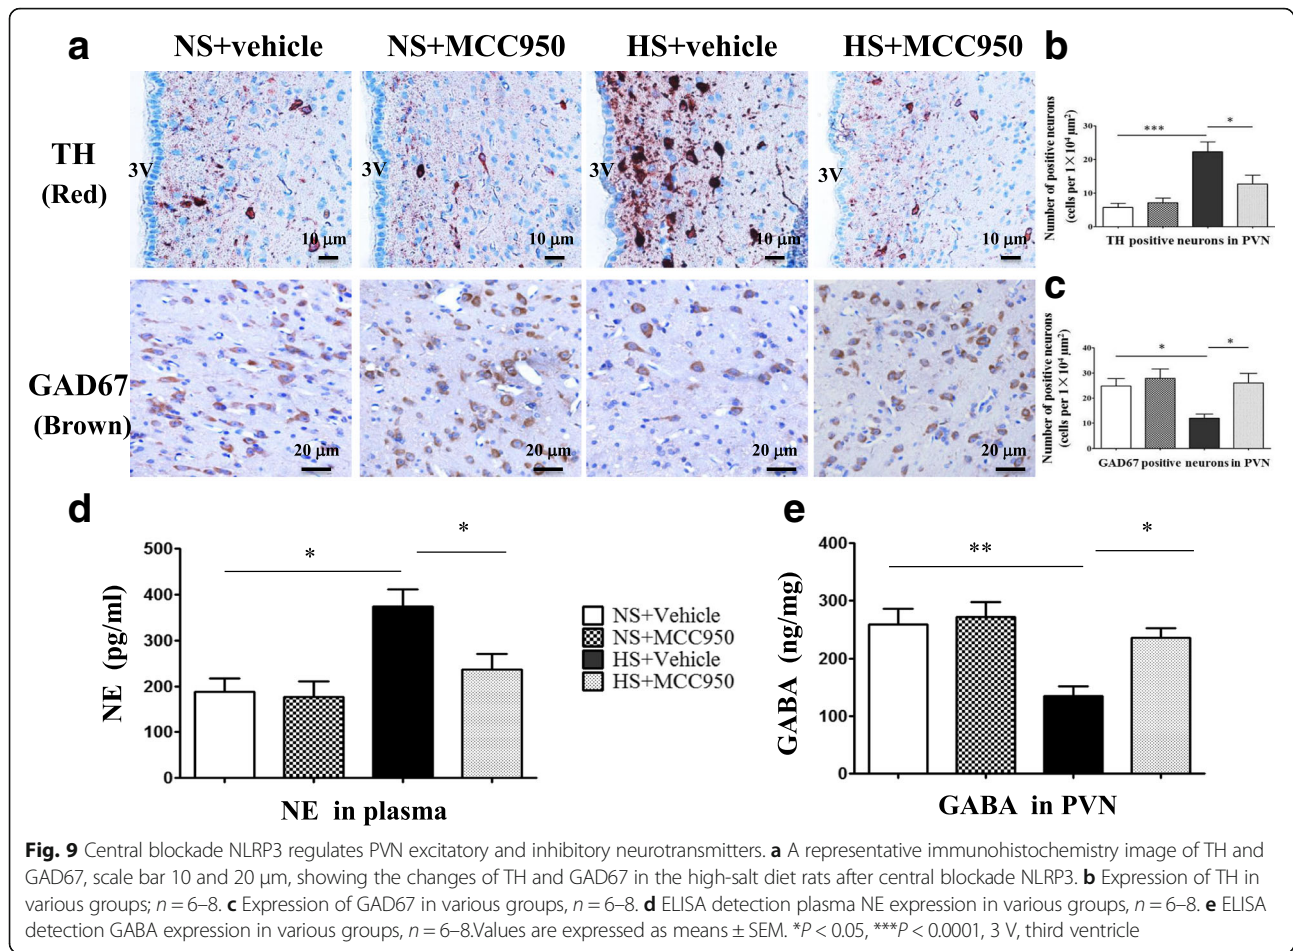 a NS+vehicle NS+MCC950 HS+vehicle HS+MCC950 b
TH
(Red)
3V 3V 3V 3V
10 µm 10 µm 10 µm 10 µm
Number of positive neurons
(cells per 1×10⁴ µm²)
30
20
10
0
*** *
TH positive neurons in PVN
GAD67
(Brown)
20 µm 20 µm 20 µm 20 µm
c
Number of positive neurons
(cells per 1×10⁴ µm²)
40
30
20
10
0
* *
GAD67 positive neurons in PVN
d
NE (pg/ml)
500
400
300
200
100
0
* *
NE in plasma
NS+Vehicle
NS+MCC950
HS+Vehicle
HS+MCC950
e
GABA (ng/mg)
400
300
200
100
0
** *
GABA in PVN
Fig. 9 Central blockade NLRP3 regulates PVN excitatory and inhibitory neurotransmitters. a A representative immunohistochemistry image of TH and
GAD67, scale bar 10 and 20 µm, showing the changes of TH and GAD67 in the high-salt diet rats after central blockade NLRP3. b Expression of TH in
various groups; n = 6–8. c Expression of GAD67 in various groups, n = 6–8. d ELISA detection plasma NE expression in various groups, n = 6–8. e ELISA
detection GABA expression in various groups, n = 6–8.Values are expressed as means ± SEM. *P < 0.05, ***P < 0.0001, 3 V, third ventricle